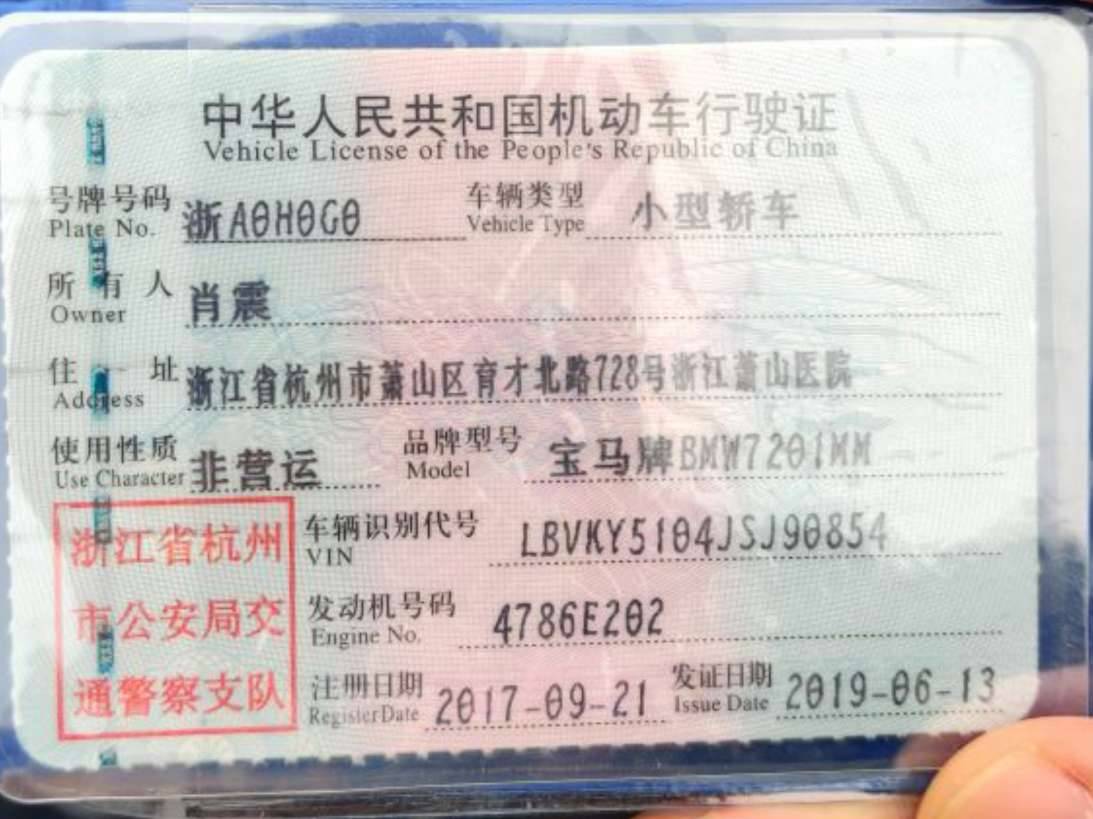 中华人民共和国机动车行驶证
Vehicle License of the People's Republic of China
号牌号码 浙A0H0G0 车辆类型 小型轿车
Plate No. Vehicle Type
所有人 肖震
Owner
住址 浙江省杭州市萧山区育才北路728号浙江萧山医院
Address
使用性质 非营运 品牌型号 宝马牌BMW7201MM
Use Character Model
浙江省杭州
市公安局交
通警察支队
车辆识别代号 LBVKY5104JSJ90854
VIN
发动机号码 4786E202
Engine No.
注册日期 2017-09-21 发证日期 2019-06-13
RegisterDate Issue Date